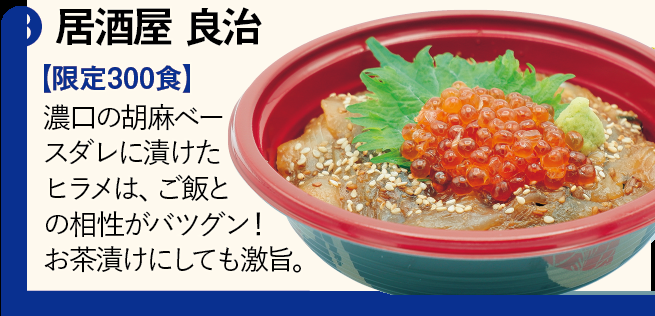 居酒屋 良治
【限定300食】
濃口の胡麻ベー
スダレに漬けた
ヒラメは、ご飯と
の相性がバツグン！
お茶漬けにしても激旨。